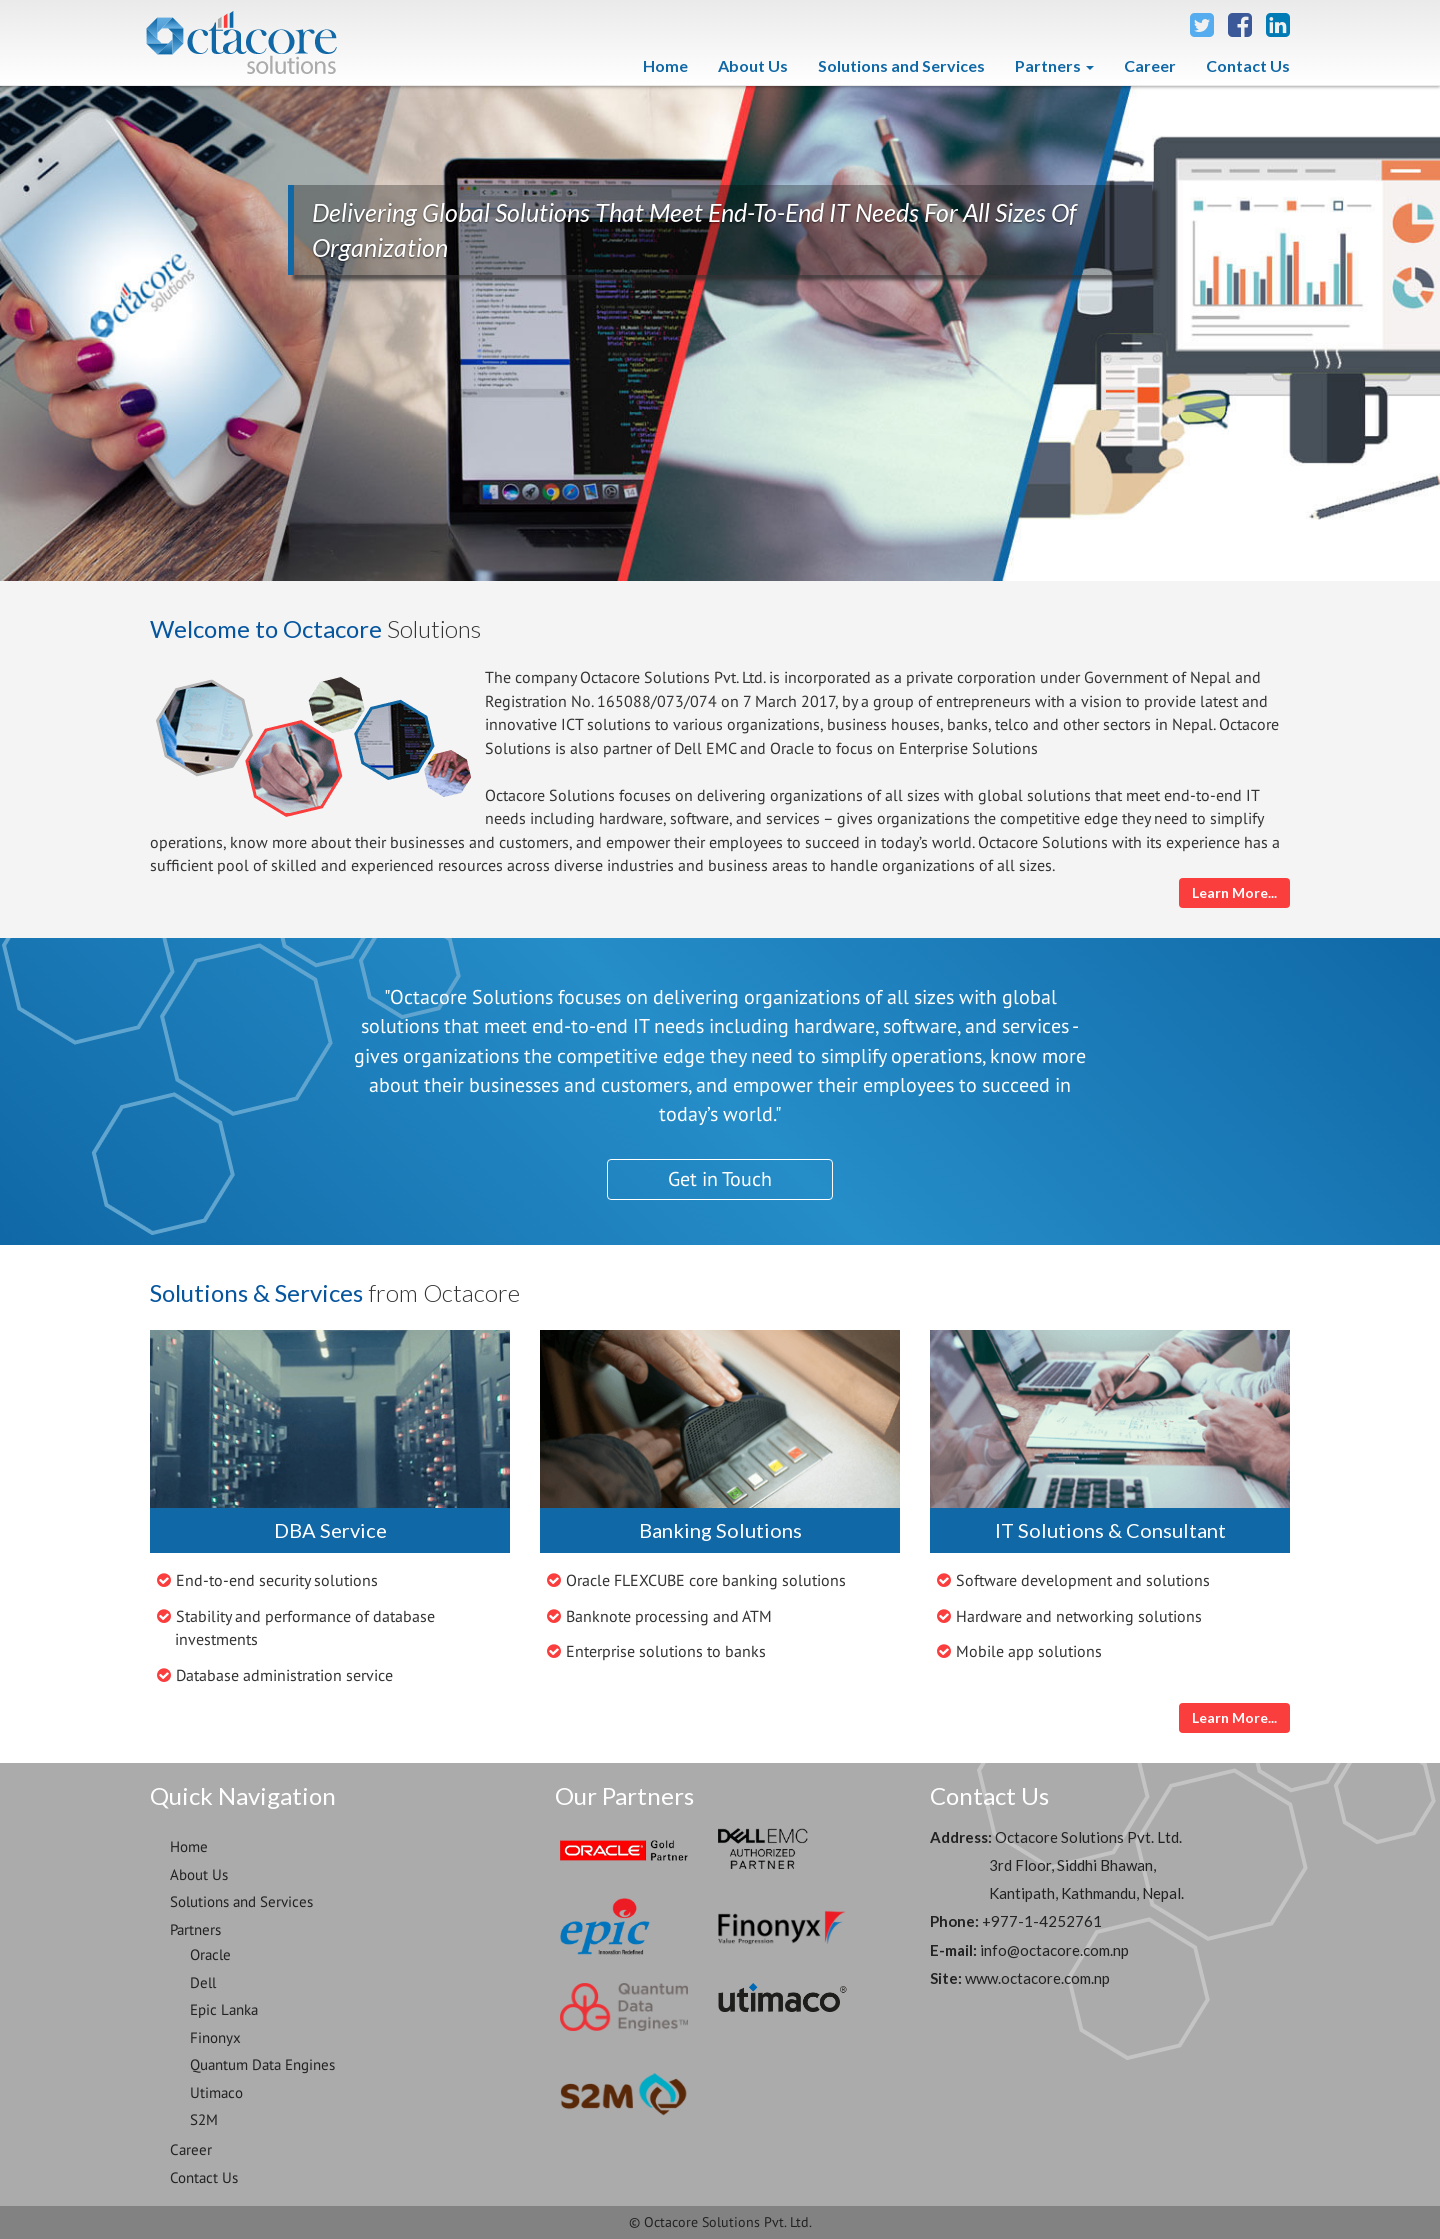 Octacore
solutions
Home About Us Solutions and Services Partners Career Contact Us
Delivering Global Solutions That Meet End-To-End IT Needs For All Sizes Of
Organization
Octacore
solutions
Welcome to Octacore Solutions
The company Octacore Solutions Pvt. Ltd. is incorporated as a private corporation under Government of Nepal and
Registration No. 165088/073/074 on 7 March 2017, by a group of entrepreneurs with a vision to provide latest and
innovative ICT solutions to various organizations, business houses, banks, telco and other sectors in Nepal. Octacore
Solutions is also partner of Dell EMC and Oracle to focus on Enterprise Solutions
Octacore Solutions focuses on delivering organizations of all sizes with global solutions that meet end-to-end IT
needs including hardware, software, and services – gives organizations the competitive edge they need to simplify
operations, know more about their businesses and customers, and empower their employees to succeed in today’s world. Octacore Solutions with its experience has a
sufficient pool of skilled and experienced resources across diverse industries and business areas to handle organizations of all sizes.
Learn More...
"Octacore Solutions focuses on delivering organizations of all sizes with global
solutions that meet end-to-end IT needs including hardware, software, and services -
gives organizations the competitive edge they need to simplify operations, know more
about their businesses and customers, and empower their employees to succeed in
today’s world."
Get in Touch
Solutions & Services from Octacore
DBA Service
End-to-end security solutions
Stability and performance of database
investments
Database administration service
Banking Solutions
Oracle FLEXCUBE core banking solutions
Banknote processing and ATM
Enterprise solutions to banks
IT Solutions & Consultant
Software development and solutions
Hardware and networking solutions
Mobile app solutions
Learn More...
Quick Navigation
Home
About Us
Solutions and Services
Partners
Oracle
Dell
Epic Lanka
Finonyx
Quantum Data Engines
Utimaco
S2M
Career
Contact Us
Our Partners
ORACLE Gold
Partner
DELLEMC
AUTHORIZED
PARTNER
epic
Innovation Redefined
Finonyx
Value Progression
Quantum
Data
Engines™
utimaco®
S2M
Contact Us
Address: Octacore Solutions Pvt. Ltd.
3rd Floor, Siddhi Bhawan,
Kantipath, Kathmandu, Nepal.
Phone: +977-1-4252761
E-mail: info@octacore.com.np
Site: www.octacore.com.np
© Octacore Solutions Pvt. Ltd.